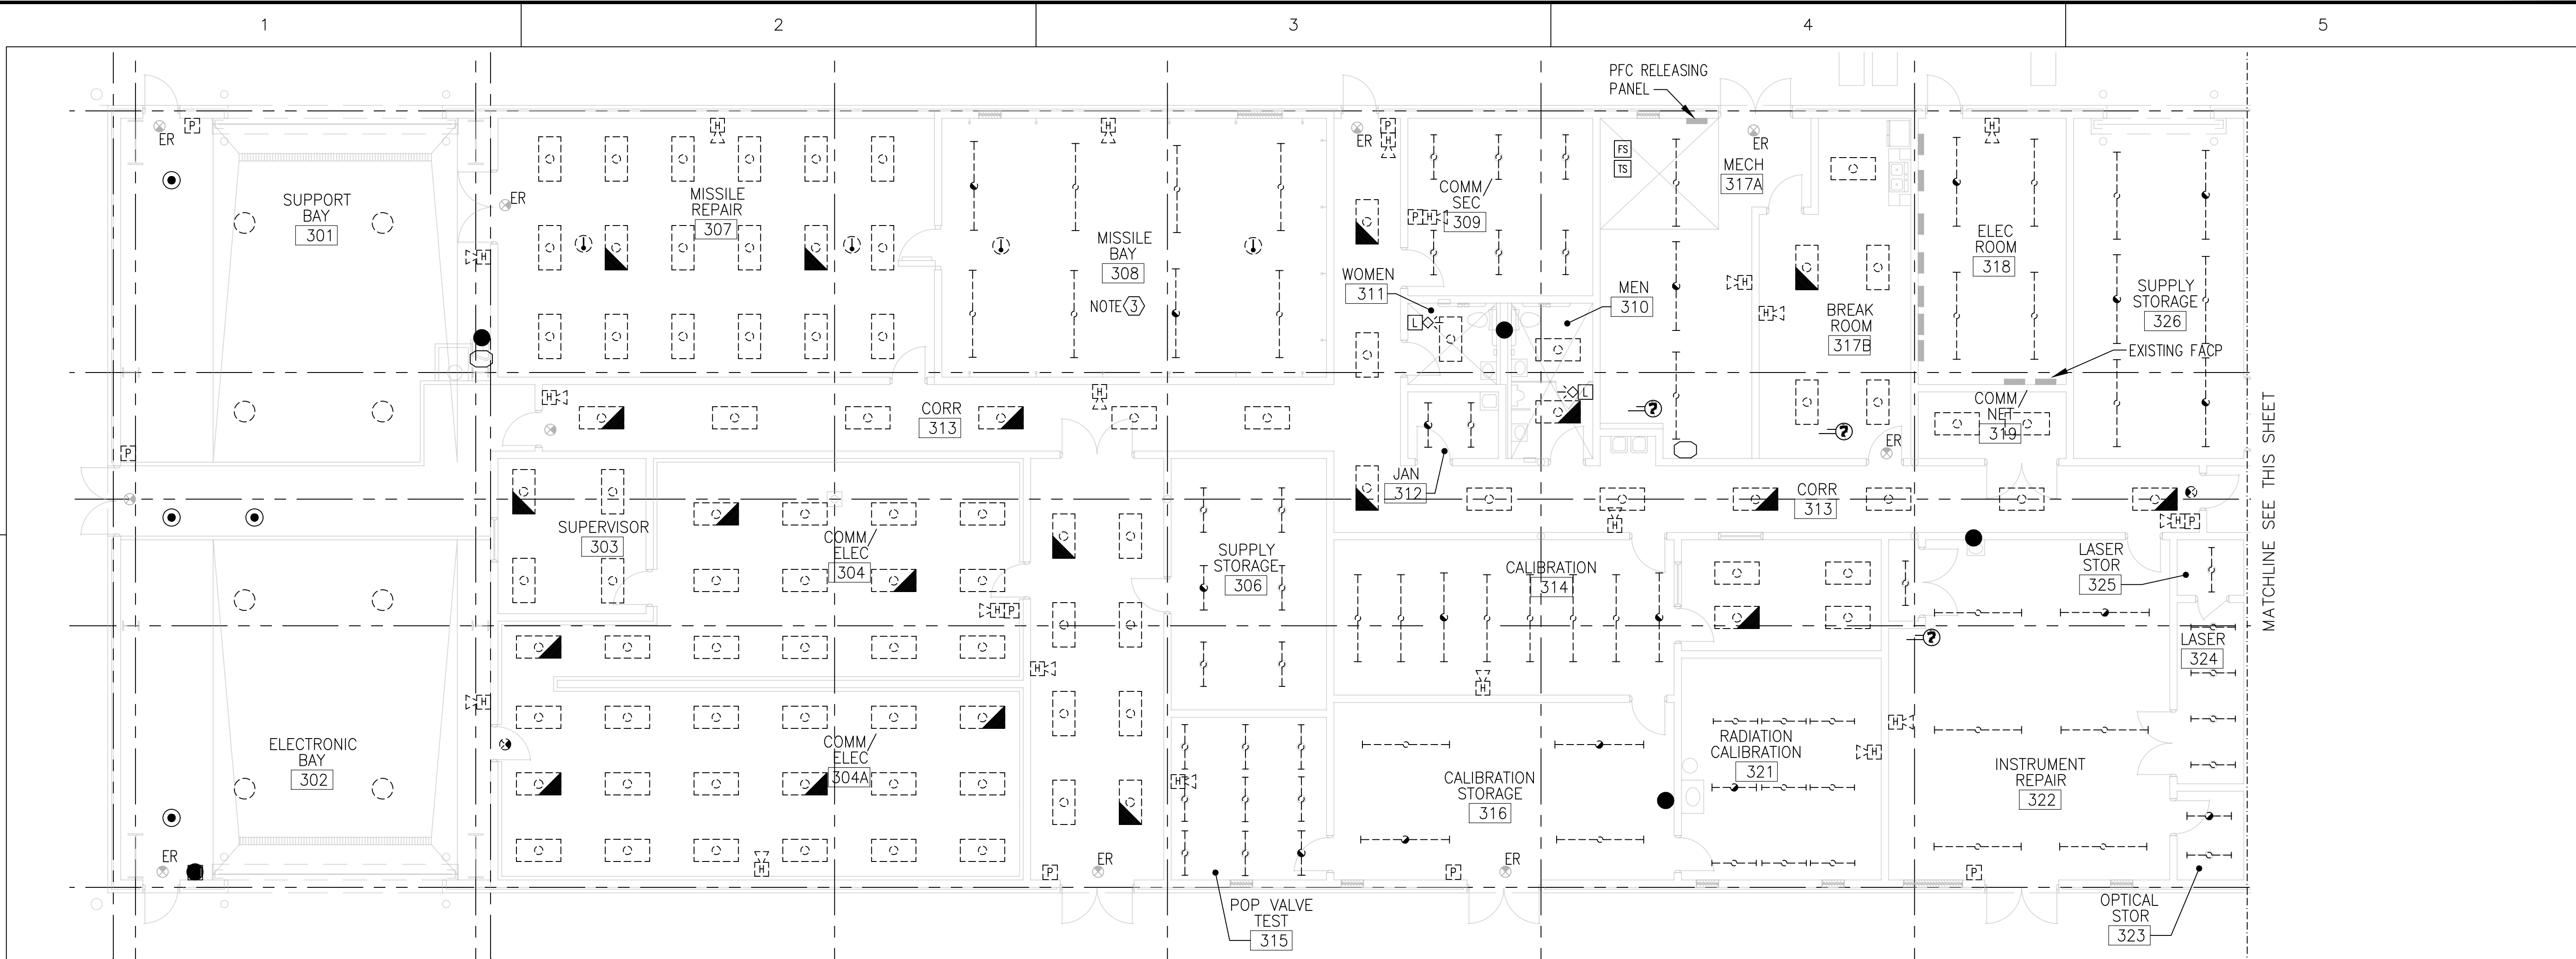 1
2
3
4
5
PFC RELEASING
PANEL
ER
P
H
H
P
H
ER
FS
TS
ER
H
MECH
317A
SUPPORT
BAY
301
ER
MISSILE
REPAIR
307
COMM
SEC
309
PH
H
MISSILE
BAY
308
NOTE 3
WOMEN
311
L
MEN
310
H
H
BREAK
ROOM
317B
ELEC
ROOM
318
SUPPLY
STORAGE
326
EXISTING FACP
H
CORR
313
H
L
COMM
NET
319
?
?
ER
P
JAN
312
CORR
313
MATCHLINE SEE THIS SHEET
SUPERVISOR
303
COMM
ELEC
304
H
HP
SUPPLY
STORAGE
306
CALIBRATION
314
LASER
STOR
325
HP
?
LASER
324
H
H
H
ELECTRONIC
BAY
302
COMM
ELEC
304A
H
CALIBRATION
STORAGE
316
RADIATION
CALIBRATION
321
H
H
INSTRUMENT
REPAIR
322
ER
H
P
ER
P
ER
P
POP VALVE
TEST
315
OPTICAL
STOR
323